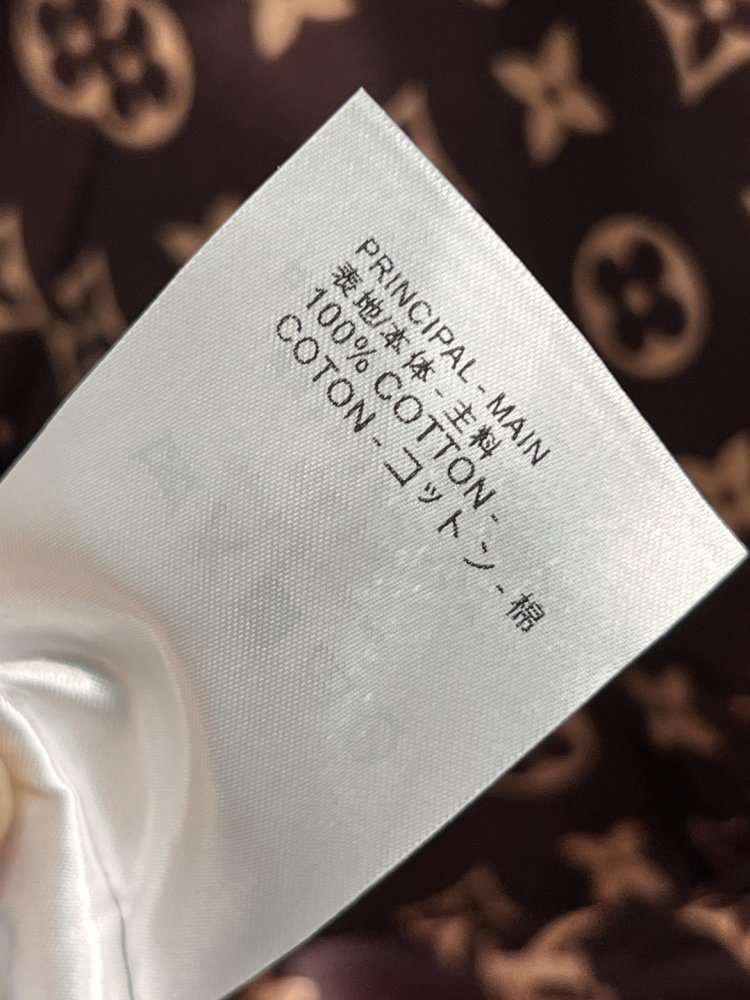 PRINCIPAL - MAIN
表地/本体 - 主料
100% COTTON -
COTON - コットン - 棉